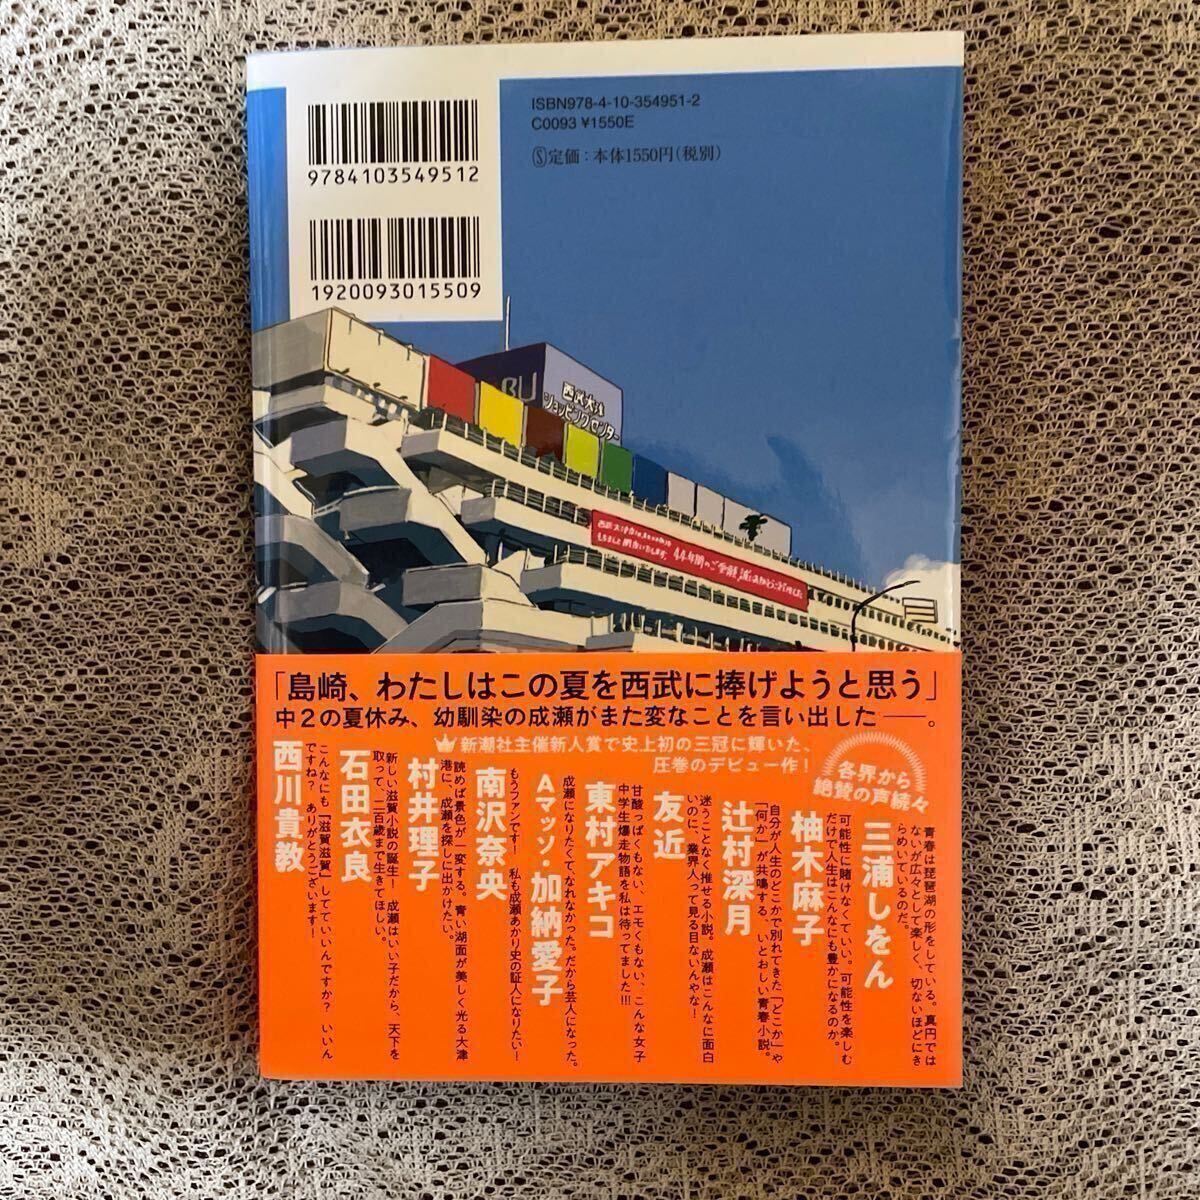 ISBN978-4-10-354951-2
C0093 ¥1550E
Ⓢ定価：本体1550円（税別）
9784103549512
1920093015509
BU
西武大津
ショッピングセンター
44年間のご愛顧、誠にありがとうございました
「島崎、わたしはこの夏を西武に捧げようと思う」
中２の夏休み、幼馴染の成瀬がまた変なことを言い出した――。
新潮社主催新人賞で史上初の三冠に輝いた、
圧巻のデビュー作！
各界から
絶賛の声続々
青春は琵琶湖の形をしている。真円では
ないが広々として楽しく、切ないほどにき
らめいているのだ。
三浦しをん
可能性に賭けなくていい。可能性を楽しむ
だけで人生はこんなにも豊かになるのか。
柚木麻子
自分が人生のどこかで別れてきた「どこか」や
「何か」が共鳴する、いとおしい青春小説。
辻村深月
迷うことなく推せる小説。成瀬はこんなに面白
いのに、業界人って見る目ないんやな！
友近
甘酸っぱくもない、エモくもない、こんな女子
中学生爆走物語を私は待ってました!!!
東村アキコ
成瀬になりたくて、なれなかった。だから芸人になった。
Aマッソ・加納愛子
もうファンです！　私も成瀬あかり史の証人になりたい！
南沢奈央
読めば景色が一変する。青い湖面が美しく光る大津
港に、成瀬を探しに出かけたい。
村井理子
新しい滋賀小説の誕生！成瀬はいい子だから、天下を
取って、二百歳まで生きてほしい。
石田衣良
こんなにも「滋賀滋賀」してていいんですか？　いいん
ですね？　ありがとうございます！
西川貴教